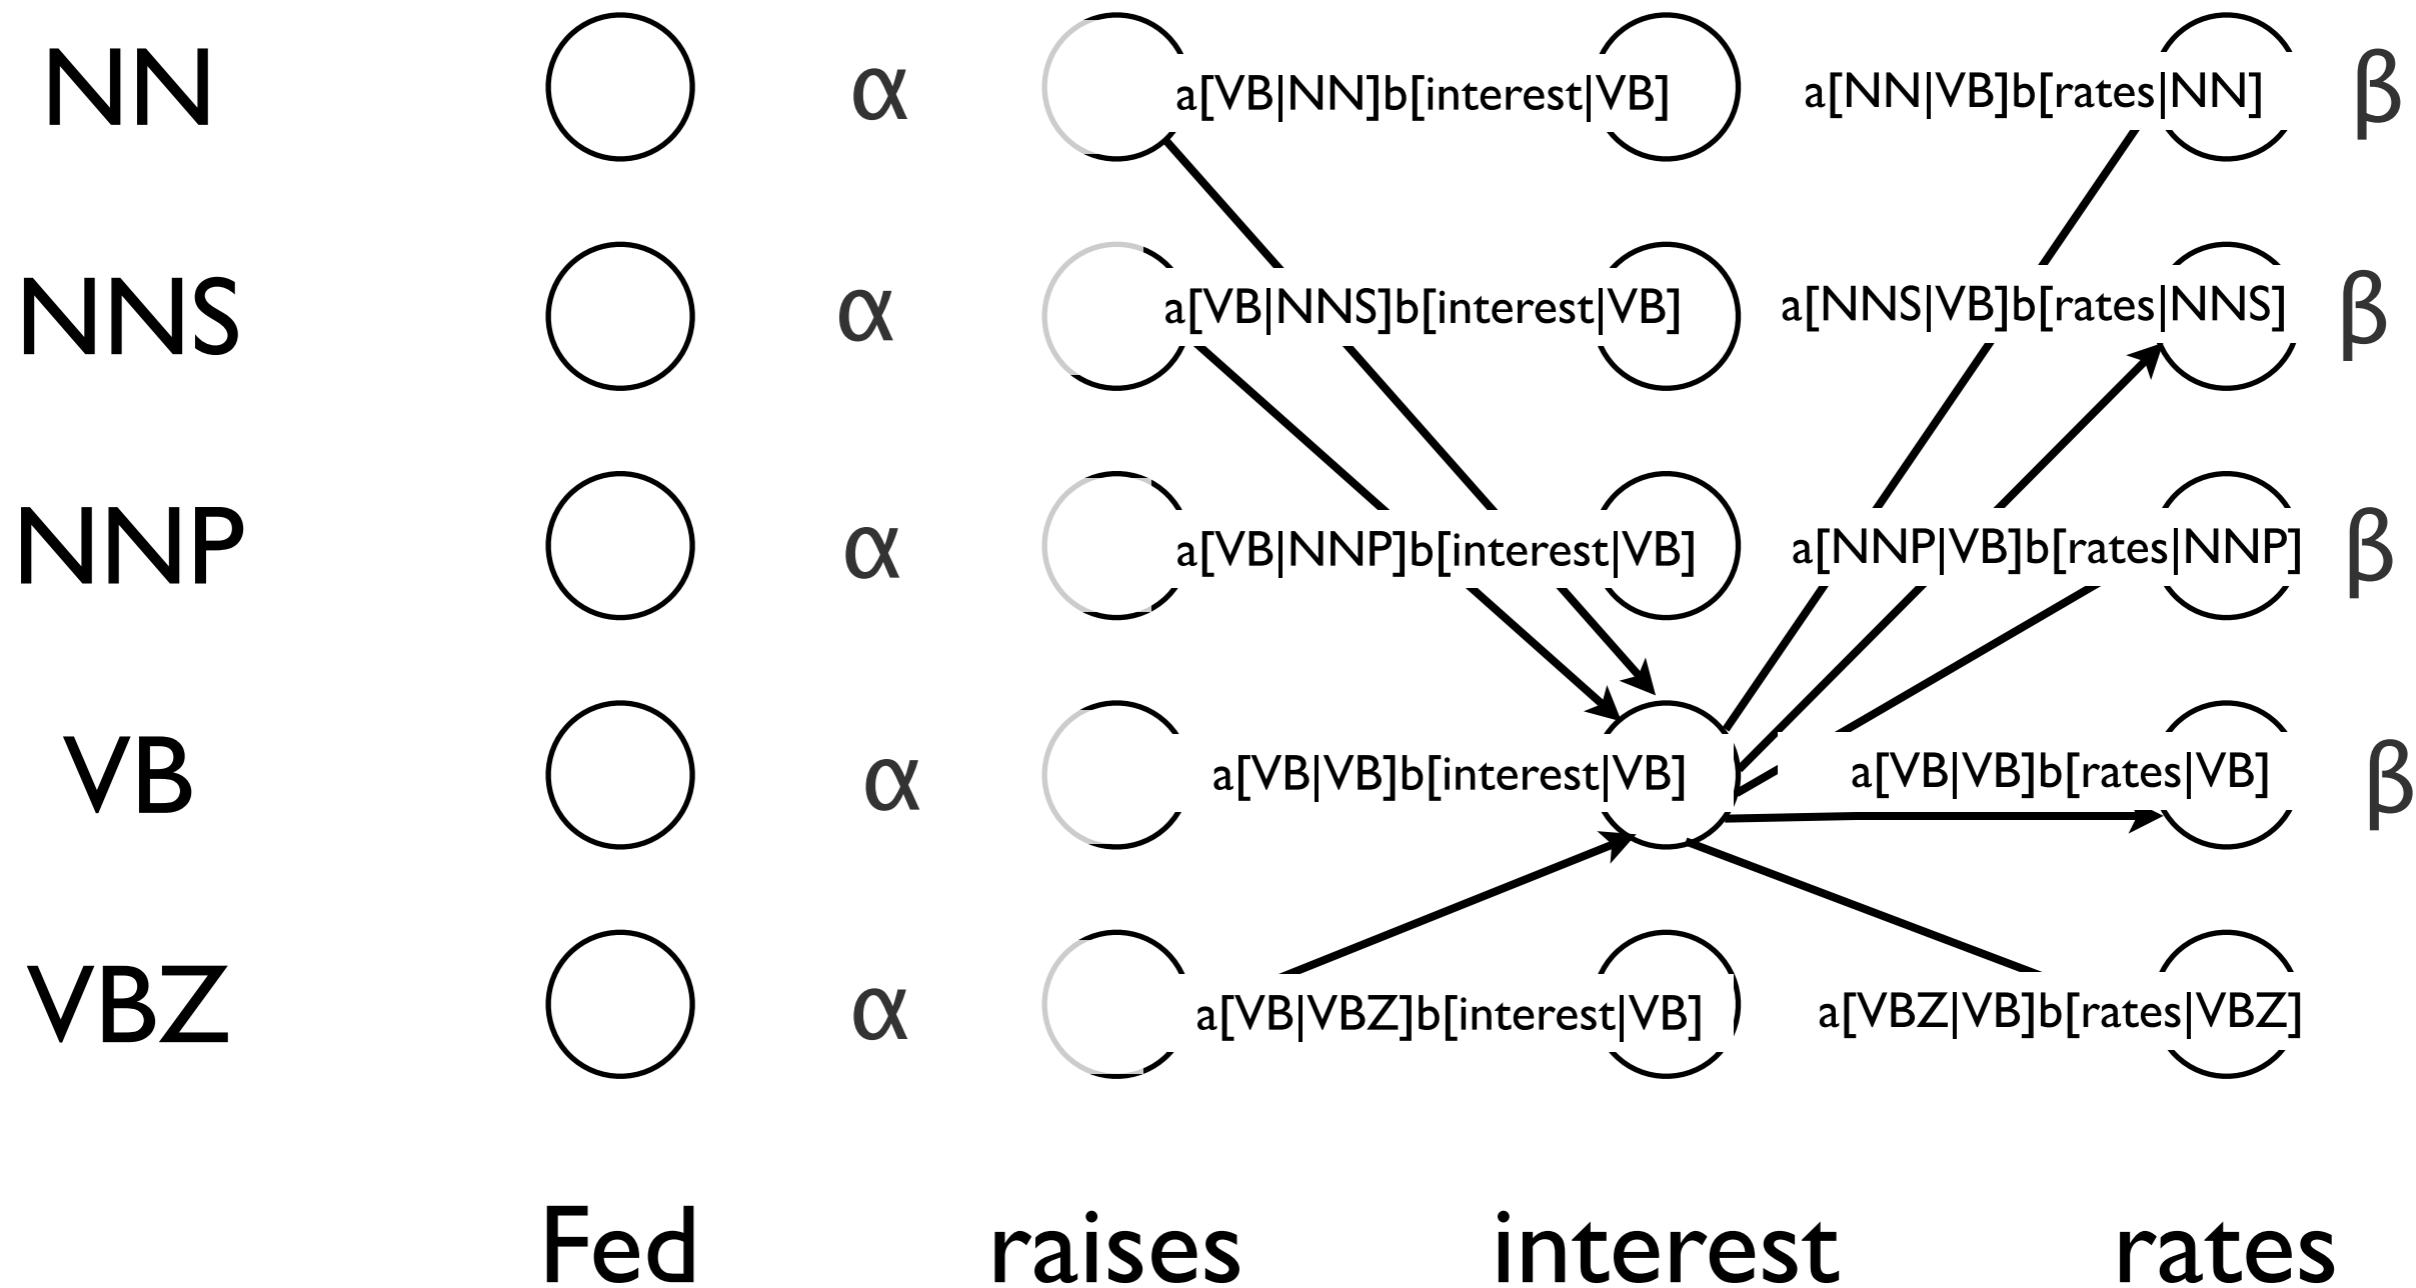 NN α a[VB|NN]b[interest|VB] a[NN|VB]b[rates|NN] β
NNS α a[VB|NNS]b[interest|VB] a[NNS|VB]b[rates|NNS] β
NNP α a[VB|NNP]b[interest|VB] a[NNP|VB]b[rates|NNP] β
VB α a[VB|VB]b[interest|VB] a[VB|VB]b[rates|VB] β
VBZ α a[VB|VBZ]b[interest|VB] a[VBZ|VB]b[rates|VBZ]
Fed raises interest rates